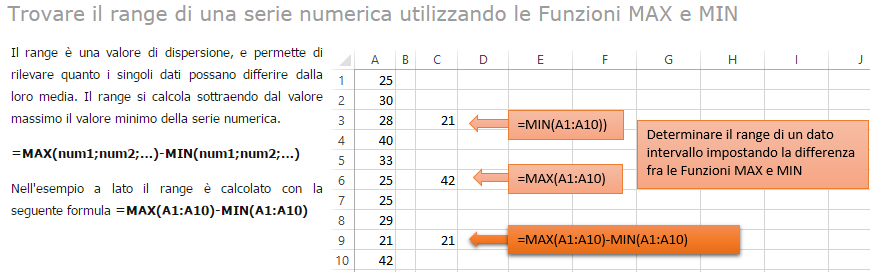 Trovare il range di una serie numerica utilizzando le Funzioni MAX e MIN
Il range è una valore di dispersione, e permette di
rilevare quanto i singoli dati possano differire dalla
loro media. Il range si calcola sottraendo dal valore
massimo il valore minimo della serie numerica.
=MAX(num1;num2;...)-MIN(num1;num2;...)
Nell'esempio a lato il range è calcolato con la
seguente formula =MAX(A1:A10)-MIN(A1:A10)
A B C D E F G H I J
1 25
2 30
3 28 21 =MIN(A1:A10))
4 40
5 33
6 25 42 =MAX(A1:A10)
7 25
8 29
9 21 21 =MAX(A1:A10)-MIN(A1:A10)
10 42
Determinare il range di un dato
intervallo impostando la differenza
fra le Funzioni MAX e MIN